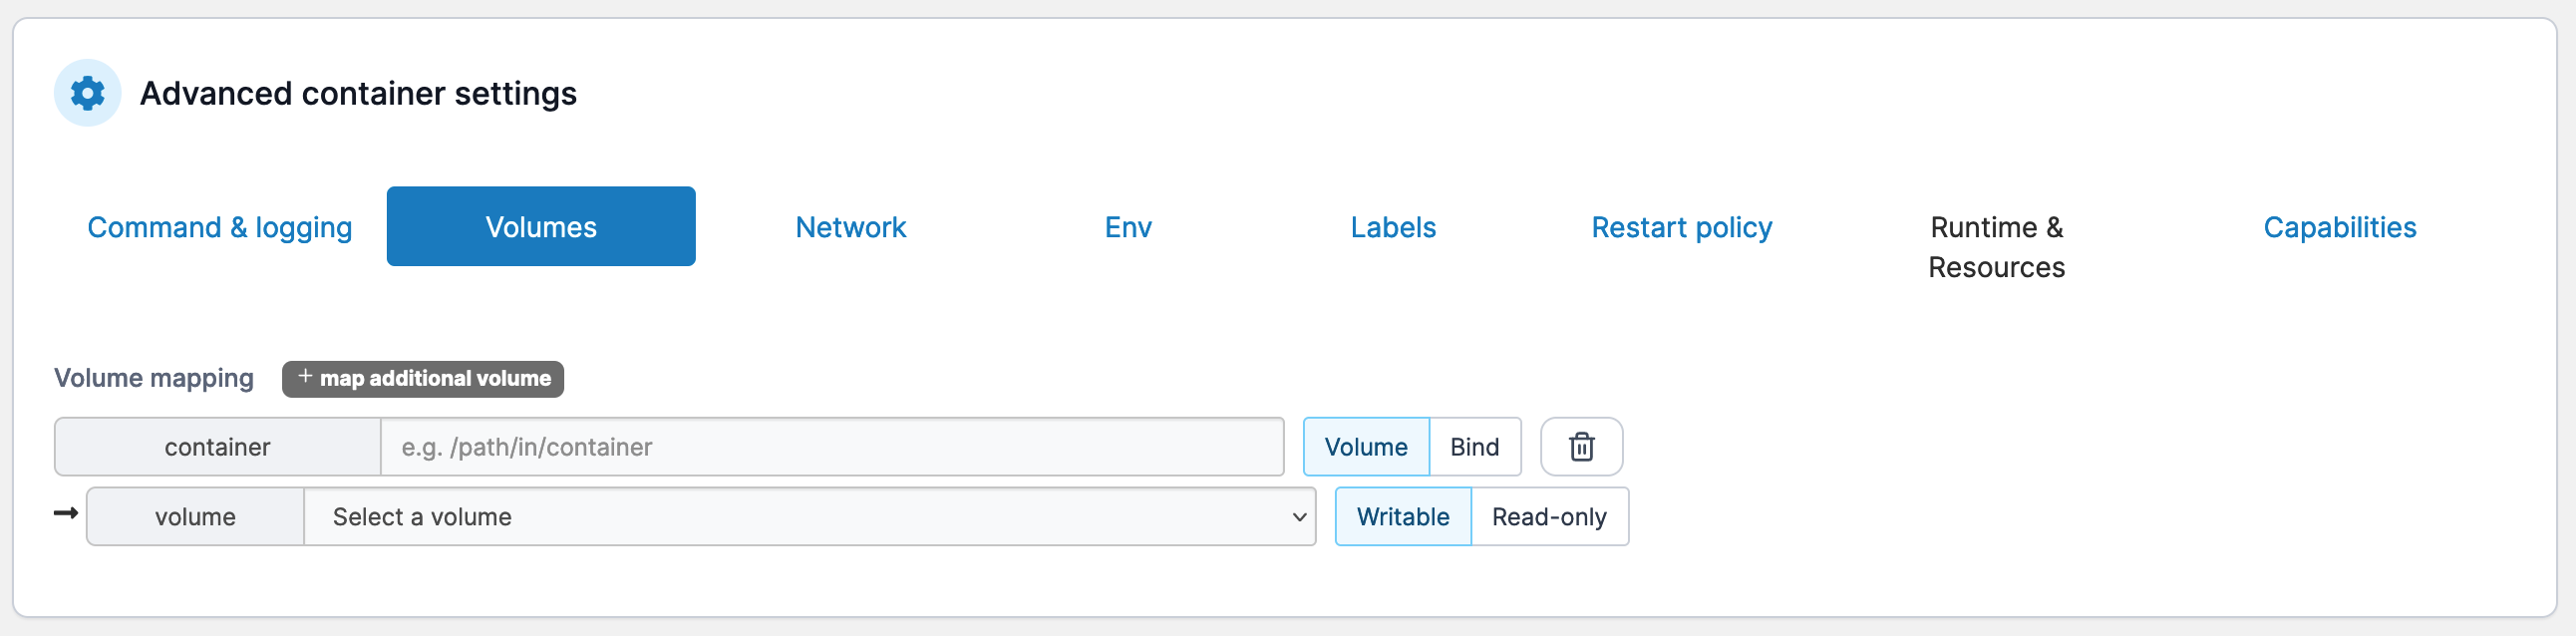 Advanced container settings
Command & logging
Volumes
Network
Env
Labels
Restart policy
Runtime &
Resources
Capabilities
Volume mapping
+ map additional volume
container
e.g. /path/in/container
Volume
Bind
volume
Select a volume
Writable
Read-only